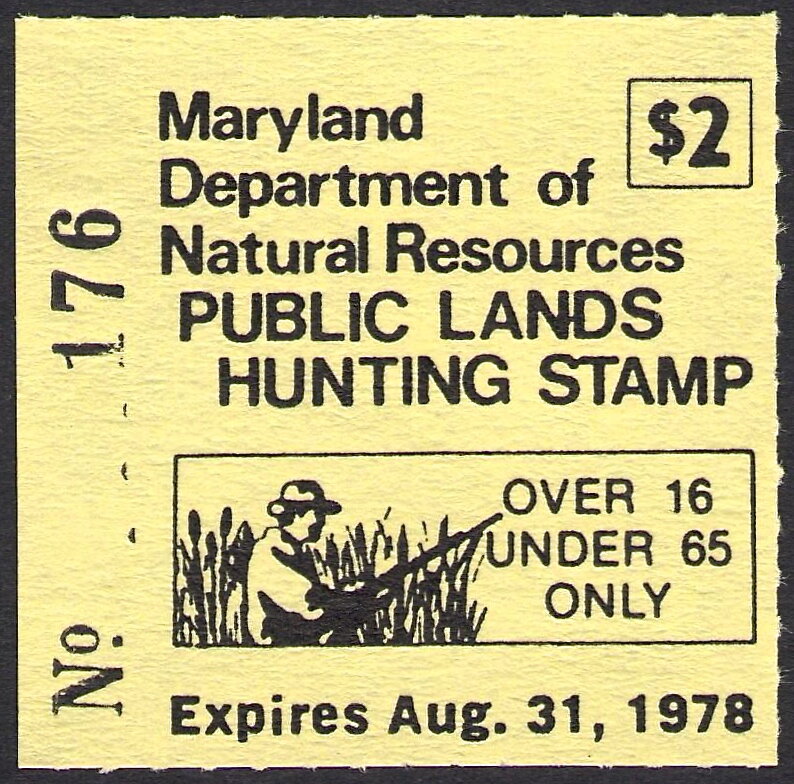 Maryland
Department of
Natural Resources
$2
PUBLIC LANDS
HUNTING STAMP
OVER 16
UNDER 65
ONLY
Expires Aug. 31, 1978
No. 176